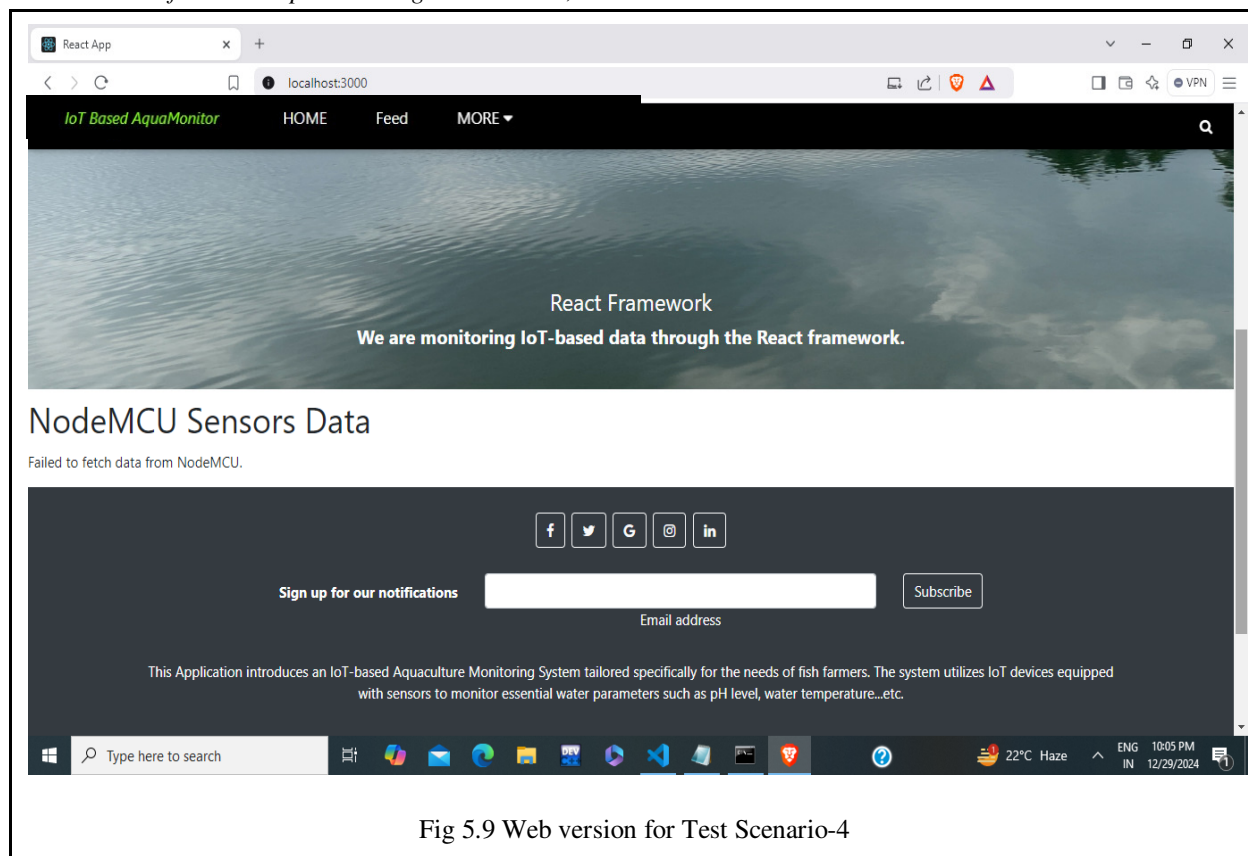 React App
localhost:3000
VPN
IoT Based AquaMonitor HOME Feed MORE
React Framework
We are monitoring IoT-based data through the React framework.
NodeMCU Sensors Data
Failed to fetch data from NodeMCU.
Sign up for our notifications Subscribe
Email address
This Application introduces an IoT-based Aquaculture Monitoring System tailored specifically for the needs of fish farmers. The system utilizes IoT devices equipped
with sensors to monitor essential water parameters such as pH level, water temperature...etc.
Type here to search DEV 22°C Haze ENG 10:05 PM
IN 12/29/2024 1
Fig 5.9 Web version for Test Scenario-4